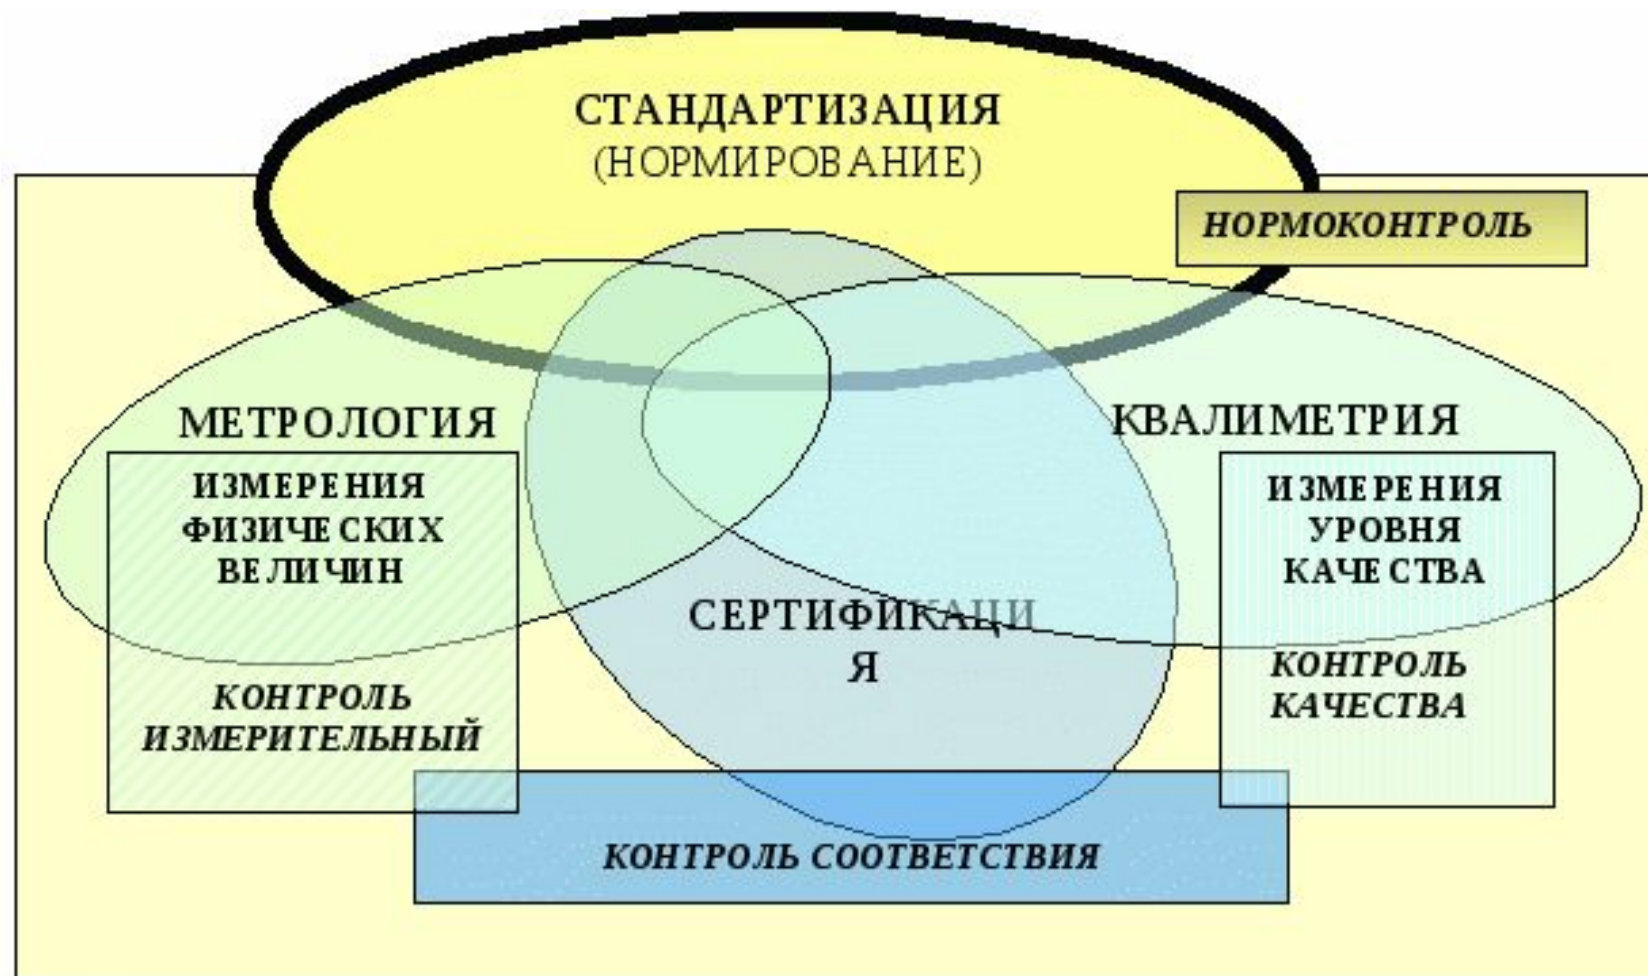 СТАНДАРТИЗАЦИЯ
(НОРМИРОВАНИЕ)
НОРМОКОНТРОЛЬ
МЕТРОЛОГИЯ
ИЗМЕРЕНИЯ
ФИЗИЧЕСКИХ
ВЕЛИЧИН
КОНТРОЛЬ
ИЗМЕРИТЕЛЬНЫЙ
КВАЛИМЕТРИЯ
ИЗМЕРЕНИЯ
УРОВНЯ
КАЧЕСТВА
КОНТРОЛЬ
КАЧЕСТВА
СЕРТИФИКАЦИ
Я
КОНТРОЛЬ СООТВЕТСТВИЯ